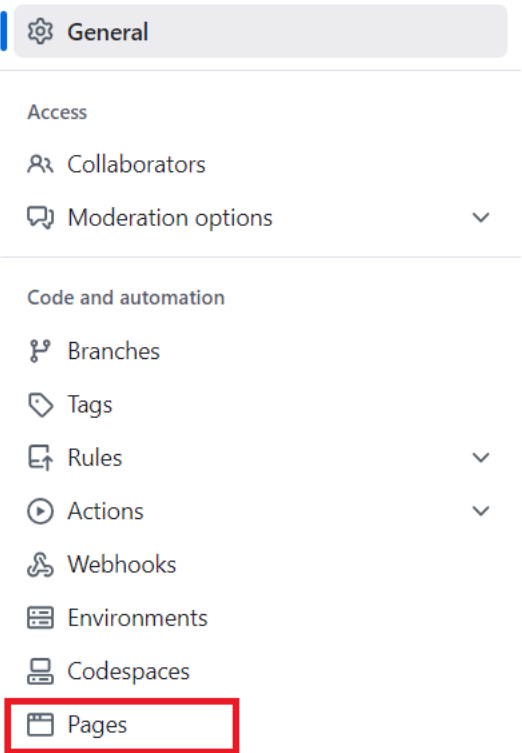 General
Access
Collaborators
Moderation options
Code and automation
Branches
Tags
Rules
Actions
Webhooks
Environments
Codespaces
Pages